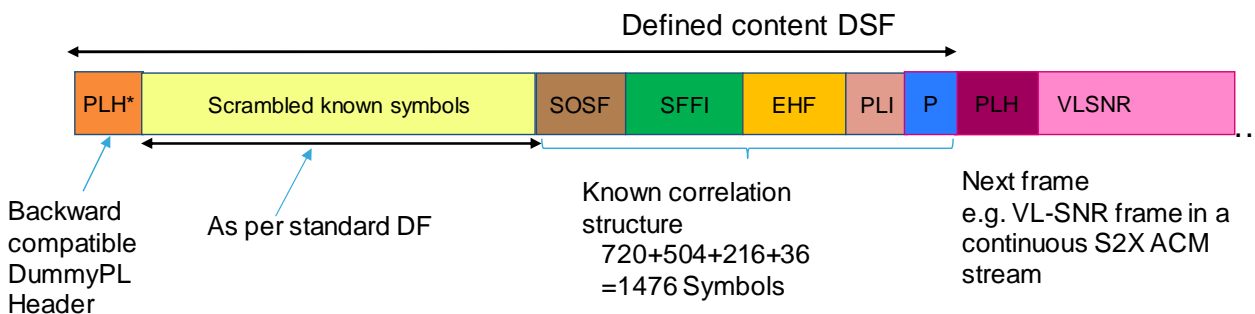 Defined content DSF
PLH* Scrambled known symbols SOSF SFFI EHF PLI P PLH VLSNR
..
Backward
compatible
DummyPL
Header
As per standard DF
Known correlation
structure
720+504+216+36
=1476 Symbols
Next frame
e.g. VL-SNR frame in a
continuous S2X ACM
stream